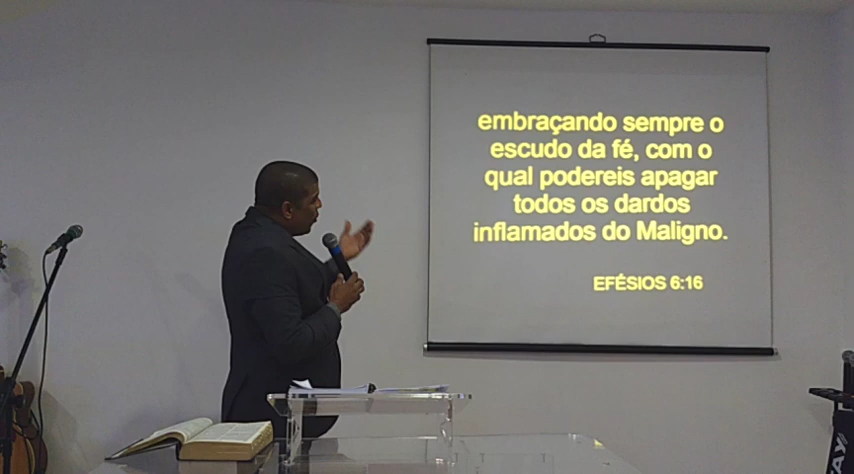 embraçando sempre o
escudo da fé, com o
qual podereis apagar
todos os dardos
inflamados do Maligno.
EFÉSIOS 6:16